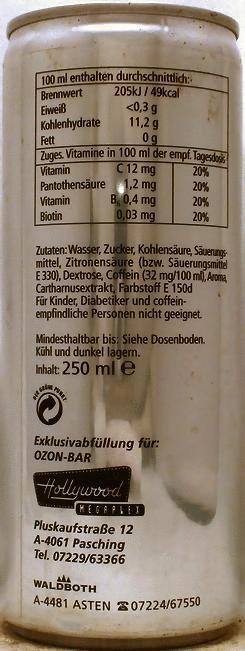 100 ml enthalten durchschnittlich:
Brennwert 205kJ / 49kcal
Eiweiß <0,3 g
Kohlenhydrate 11,2 g
Fett 0 g
Zuges. Vitamine in 100 ml der empf. Tagesdosis
Vitamin C 12 mg 20%
Pantothensäure 1,2 mg 20%
Vitamin B₆ 0,4 mg 20%
Biotin 0,03 mg 20%
Zutaten: Wasser, Zucker, Kohlensäure, Säuerungs-
mittel, Zitronensäure (bzw. Säuerungsmittel
E 330), Dextrose, Coffein (32 mg/100 ml), Aroma,
Cartharnusextrakt, Farbstoff E 150d
Für Kinder, Diabetiker und coffein-
empfindliche Personen nicht geeignet.
Mindesthaltbar bis: Siehe Dosenboden.
Kühl und dunkel lagern.
Inhalt: 250 ml e
DER GRÜNE PUNKT
Exklusivabfüllung für:
OZON-BAR
Hollywood
MEGAPLEX
Pluskaufstraße 12
A-4061 Pasching
Tel. 07229/63366
WALDBOTH
A-4481 ASTEN ☎07224/67550